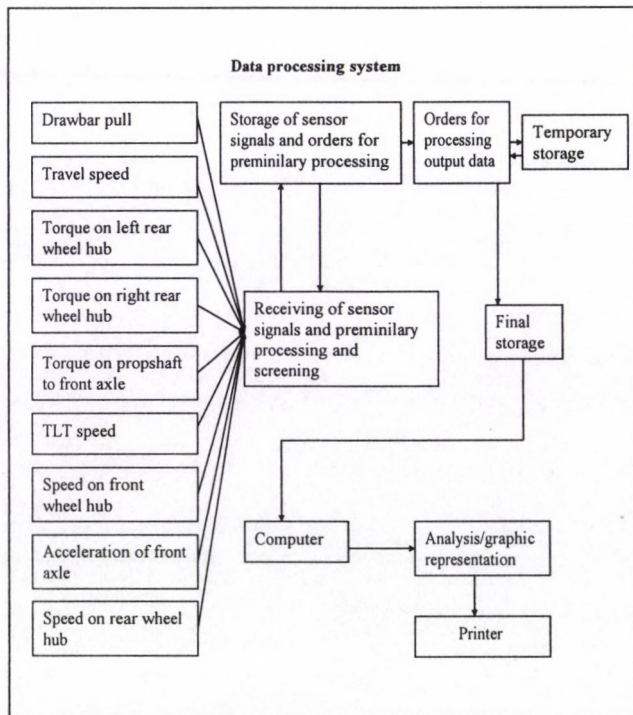 Data processing system
Drawbar pull
Travel speed
Torque on left rear
wheel hub
Torque on right rear
wheel hub
Torque on propshaft
to front axle
TLT speed
Speed on front
wheel hub
Acceleration of front
axle
Speed on rear wheel
hub
Storage of sensor
signals and orders for
preminilary processing
Orders for
processing
output data
Temporary
storage
Receiving of sensor
signals and preminilary
processing and
screening
Final
storage
Computer
Analysis/graphic
representation
Printer